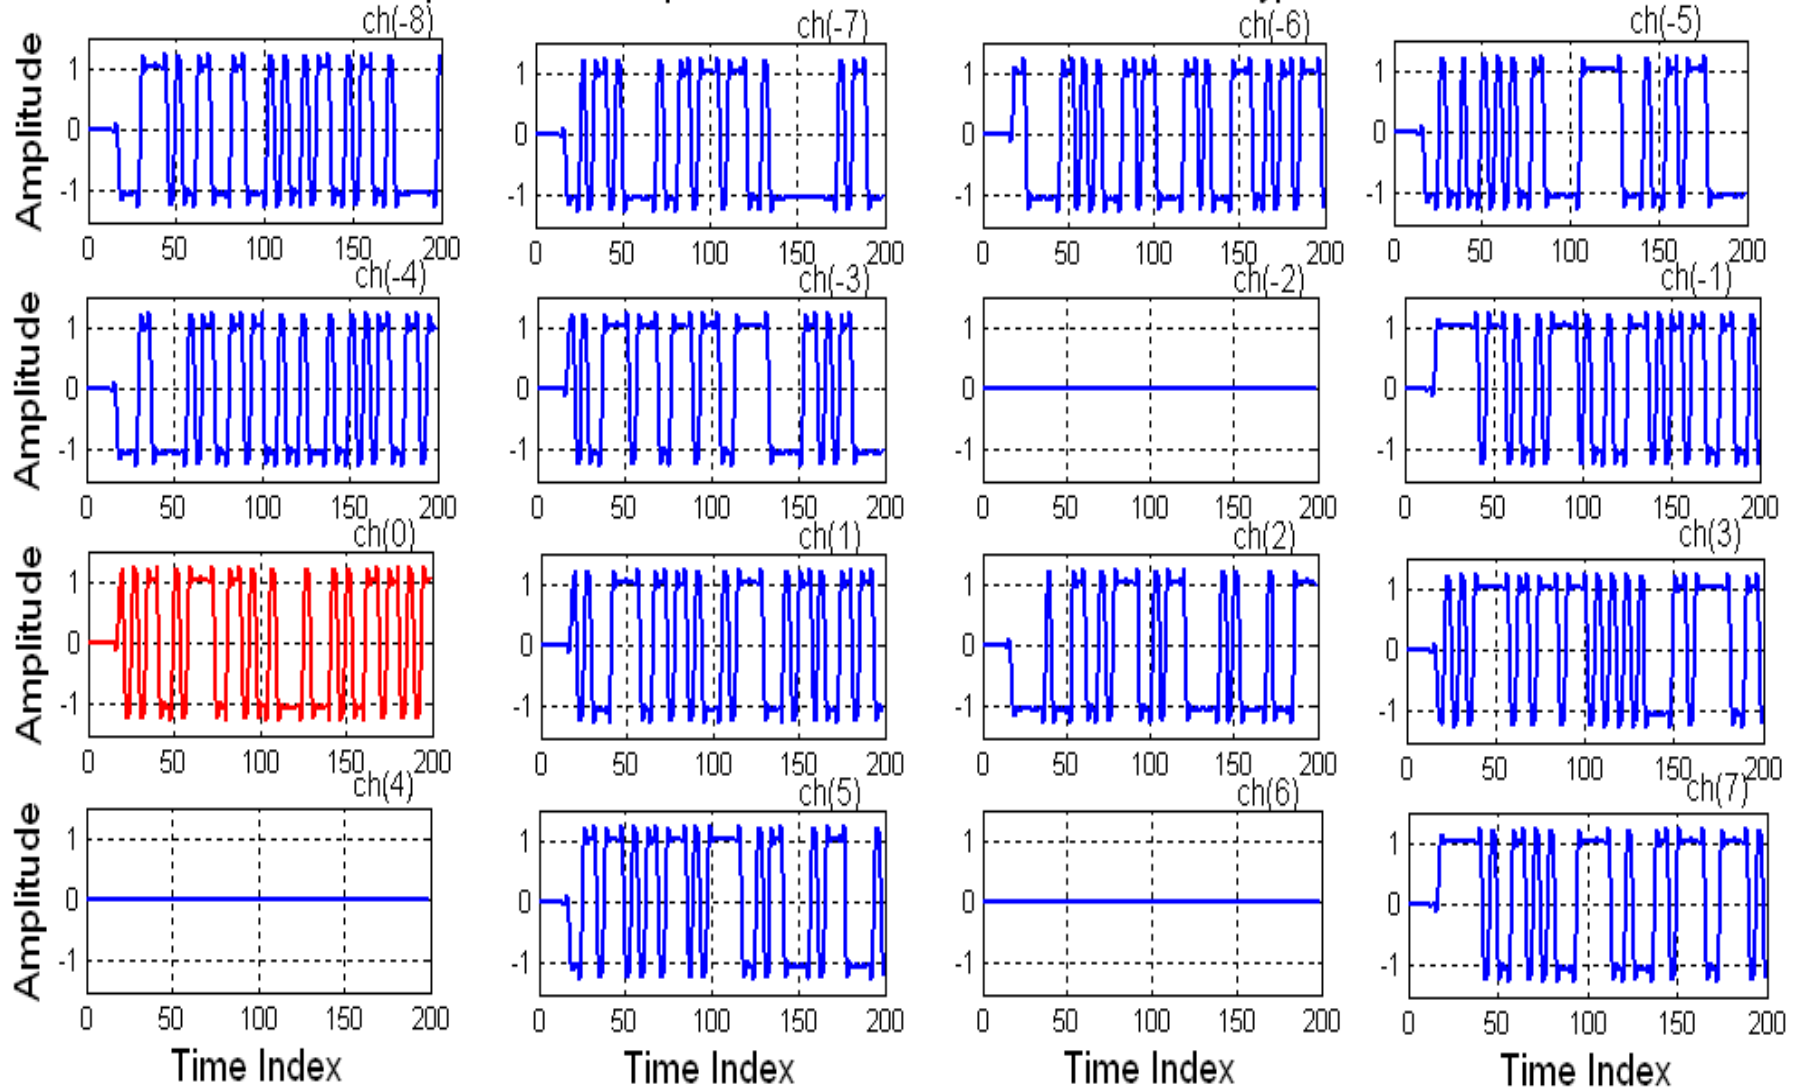 ch(-8) ch(-7) ch(-6) ch(-5)
Amplitude 1 0 -1 1 0 -1 1 0 -1 1 0 -1
0 50 100 150 200 0 50 100 150 200 0 50 100 150 200 0 50 100 150 200
ch(-4) ch(-3) ch(-2) ch(-1)
Amplitude 1 0 -1 1 0 -1 1 0 -1 1 0 -1
0 50 100 150 200 0 50 100 150 200 0 50 100 150 200 0 50 100 150 200
ch(0) ch(1) ch(2) ch(3)
Amplitude 1 0 -1 1 0 -1 1 0 -1 1 0 -1
0 50 100 150 200 0 50 100 150 200 0 50 100 150 200 0 50 100 150 200
ch(4) ch(5) ch(6) ch(7)
Amplitude 1 0 -1 1 0 -1 1 0 -1 1 0 -1
0 50 100 150 200 0 50 100 150 200 0 50 100 150 200 0 50 100 150 200
Time Index Time Index Time Index Time Index